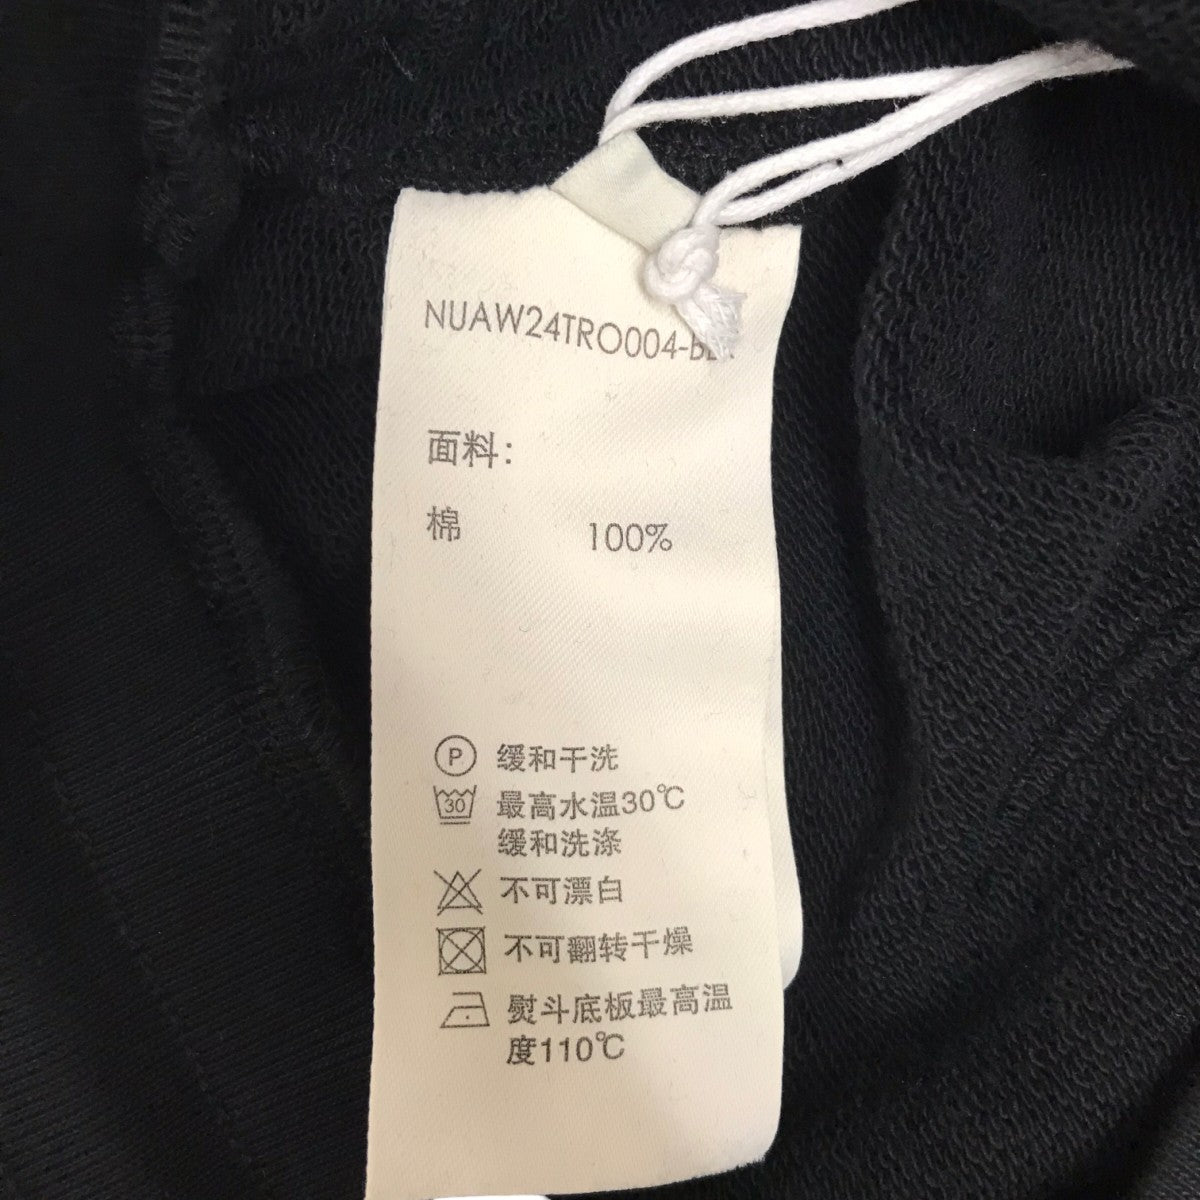 NUAW24TRO004-
面料:
棉 100%
P 缓和干洗
30 最高水温30℃
缓和洗涤
不可漂白
不可翻转干燥
熨斗底板最高温
度110℃